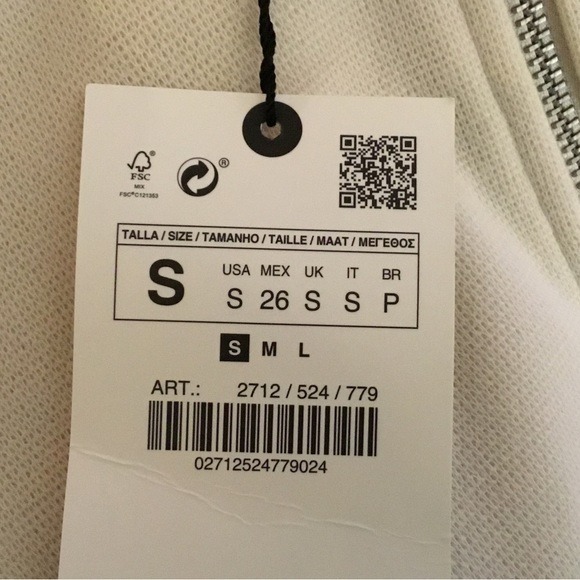 FSC®
MIX
FSC®C121353
®
TALLA / SIZE / TAMANHO / TAILLE / MAAT / ΜΕΓΕΘΟΣ
S
USA MEX UK IT BR
S 26 S S P
S M L
ART.: 2712 / 524 / 779
02712524779024